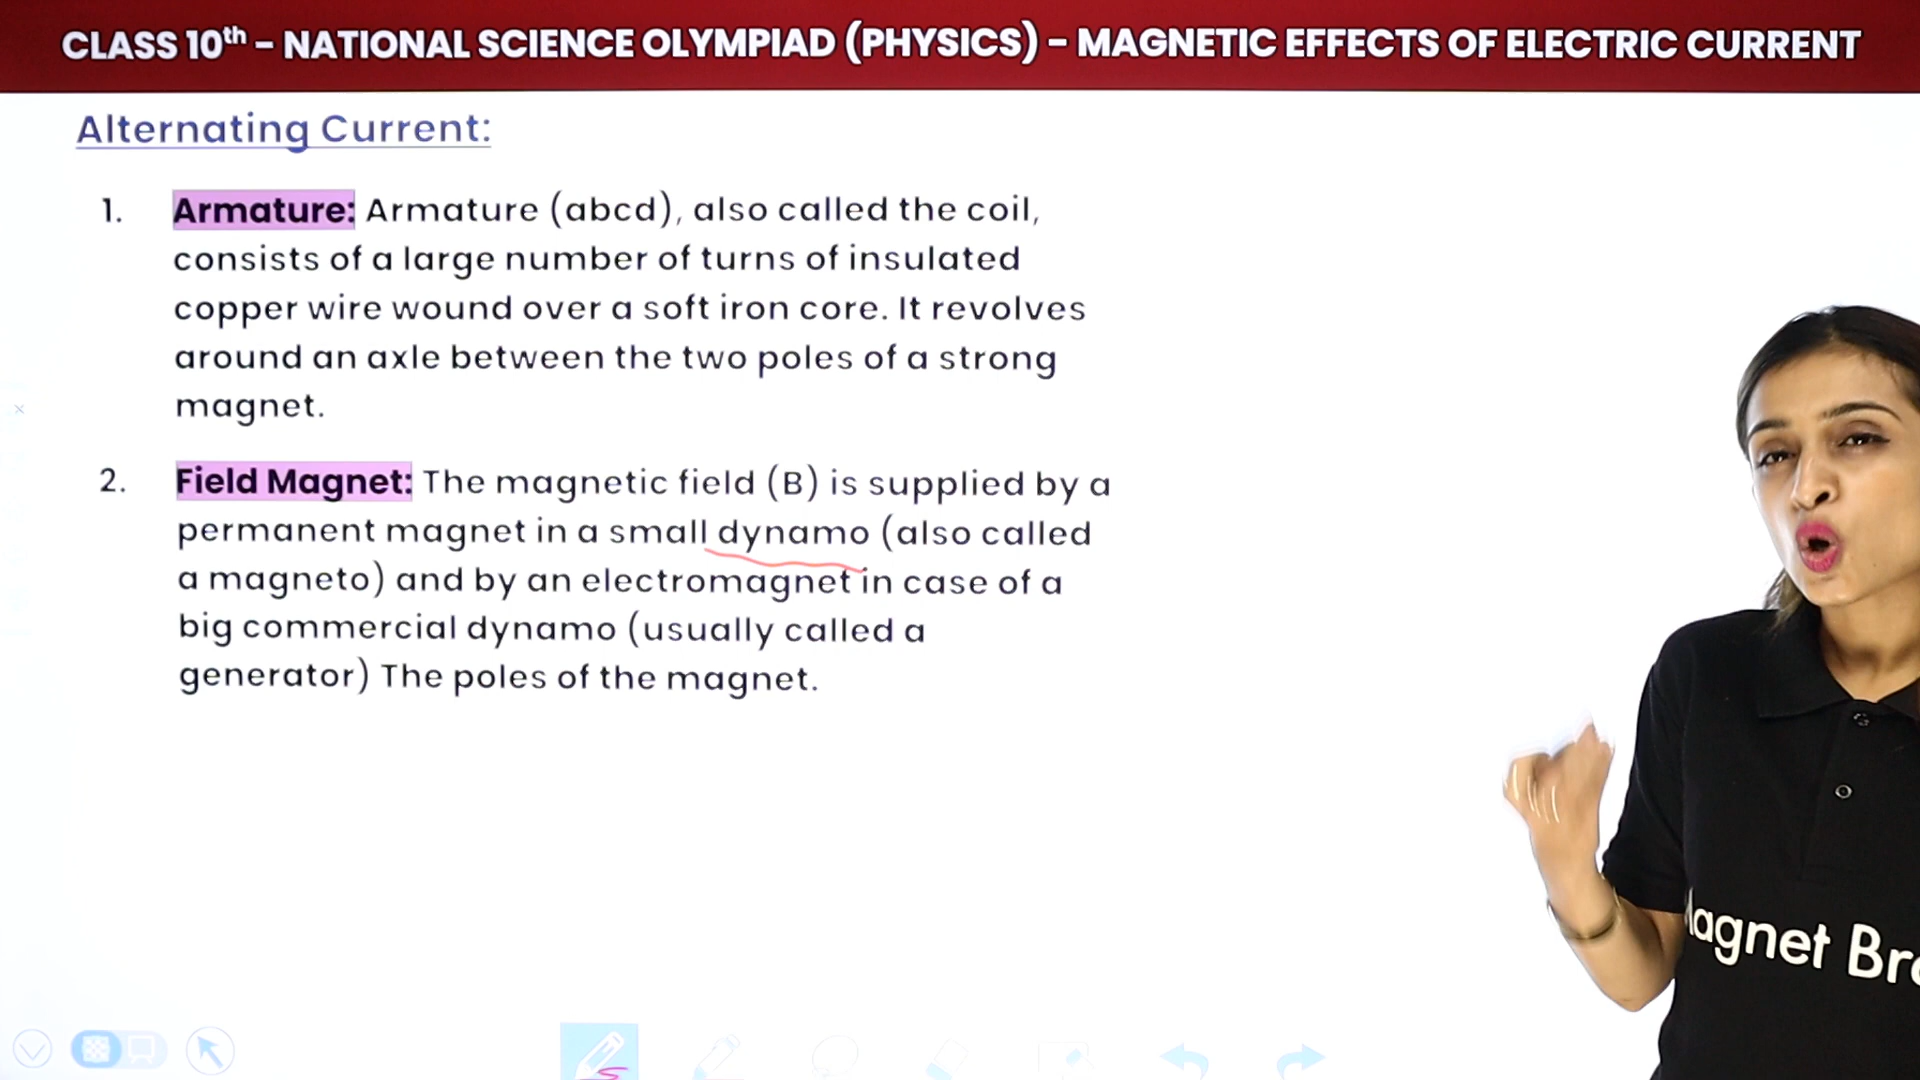 CLASS 10th – NATIONAL SCIENCE OLYMPIAD (PHYSICS) – MAGNETIC EFFECTS OF ELECTRIC CURRENT
Alternating Current:
1. Armature: Armature (abcd), also called the coil,
consists of a large number of turns of insulated
copper wire wound over a soft iron core. It revolves
around an axle between the two poles of a strong
magnet.
2. Field Magnet: The magnetic field (B) is supplied by a
permanent magnet in a small dynamo (also called
a magneto) and by an electromagnet in case of a
big commercial dynamo (usually called a
generator) The poles of the magnet.
agnet Br